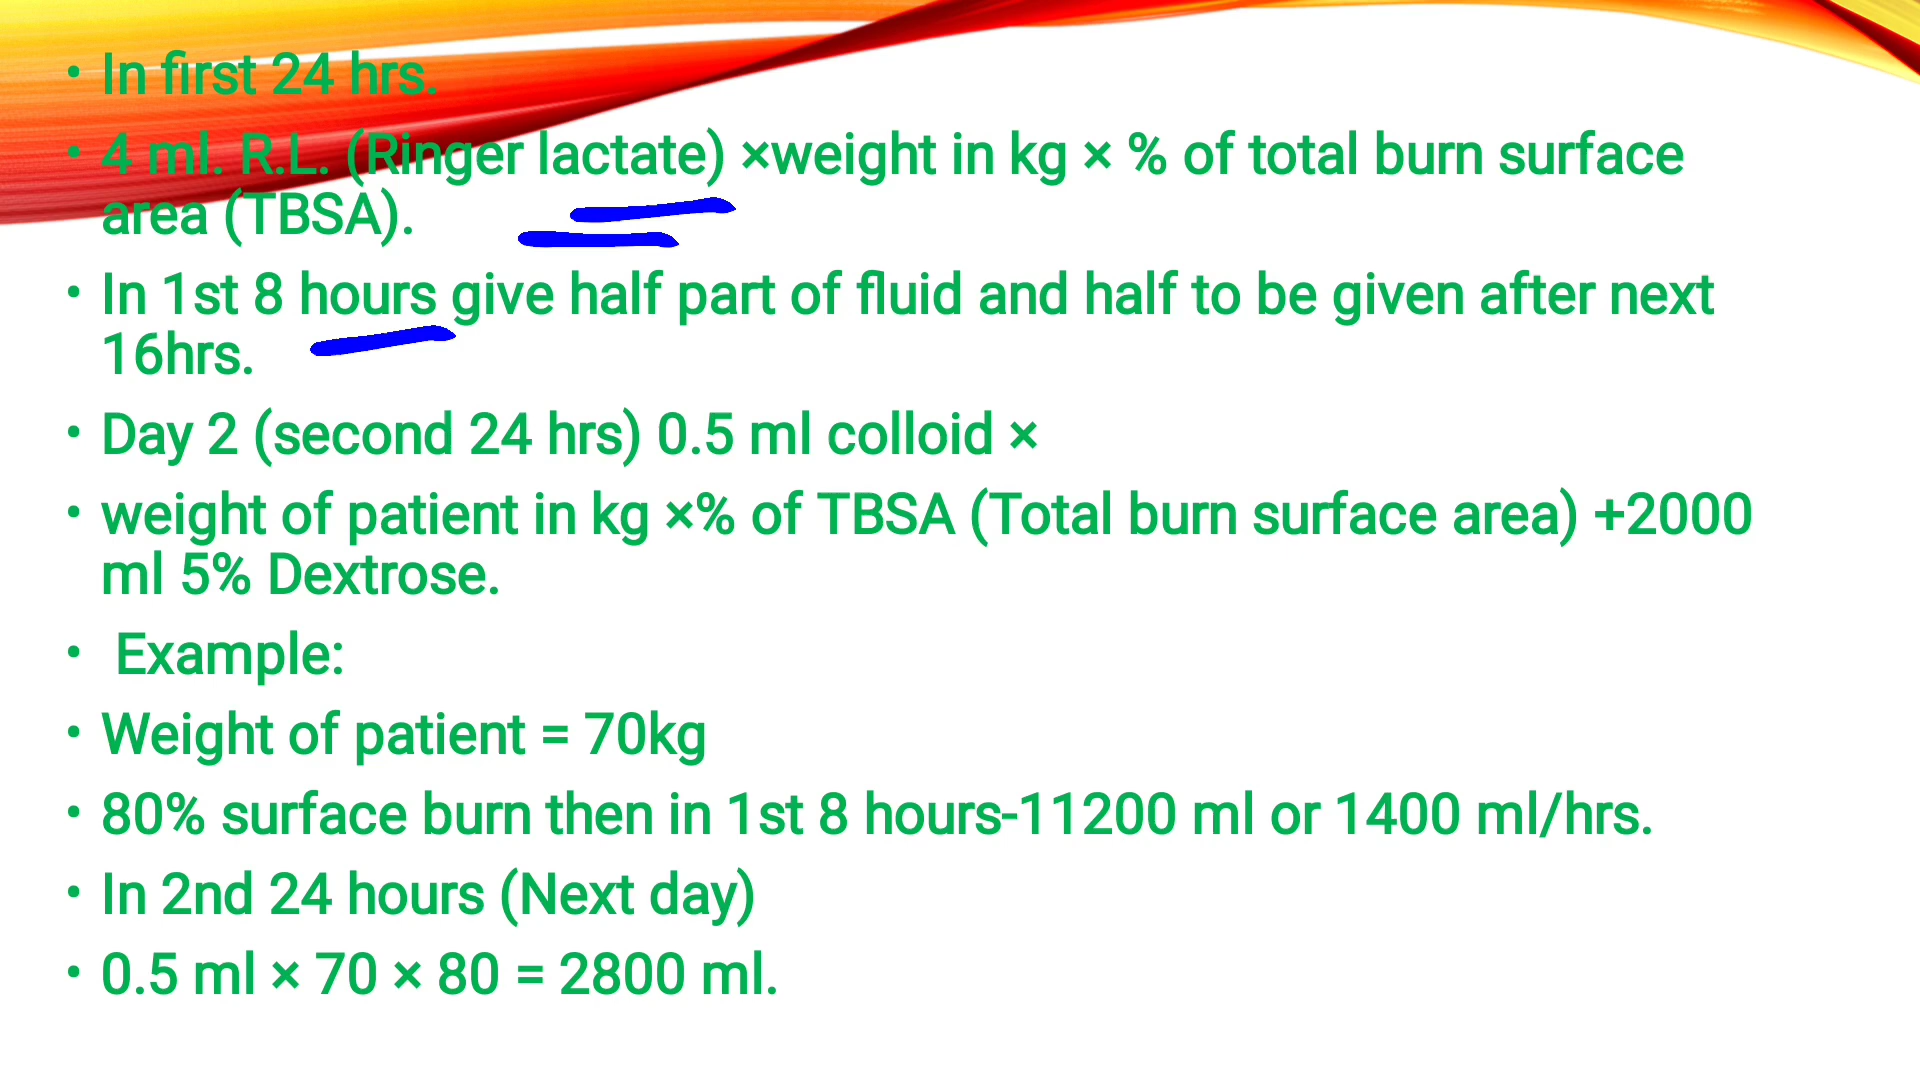 • In first 24 hrs.
• 4 ml. R.L. (Ringer lactate) ×weight in kg × % of total burn surface
area (TBSA).
• In 1st 8 hours give half part of fluid and half to be given after next
16hrs.
• Day 2 (second 24 hrs) 0.5 ml colloid ×
• weight of patient in kg ×% of TBSA (Total burn surface area) +2000
ml 5% Dextrose.
• Example:
• Weight of patient = 70kg
• 80% surface burn then in 1st 8 hours-11200 ml or 1400 ml/hrs.
• In 2nd 24 hours (Next day)
• 0.5 ml × 70 × 80 = 2800 ml.